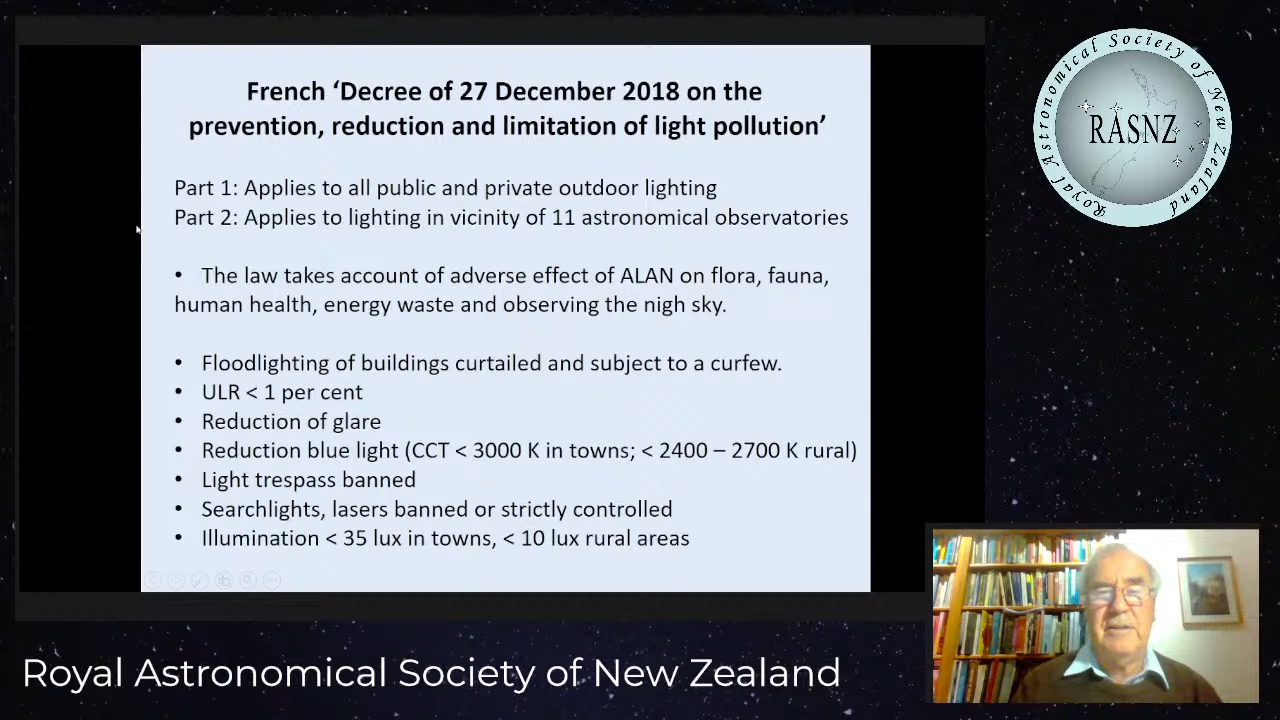 French ‘Decree of 27 December 2018 on the
prevention, reduction and limitation of light pollution’
Part 1: Applies to all public and private outdoor lighting
Part 2: Applies to lighting in vicinity of 11 astronomical observatories
• The law takes account of adverse effect of ALAN on flora, fauna,
human health, energy waste and observing the nigh sky.
• Floodlighting of buildings curtailed and subject to a curfew.
• ULR < 1 per cent
• Reduction of glare
• Reduction blue light (CCT < 3000 K in towns; < 2400 – 2700 K rural)
• Light trespass banned
• Searchlights, lasers banned or strictly controlled
• Illumination < 35 lux in towns, < 10 lux rural areas
Royal Astronomical Society of New Zealand
RASNZ
Royal Astronomical Society of New Zealand